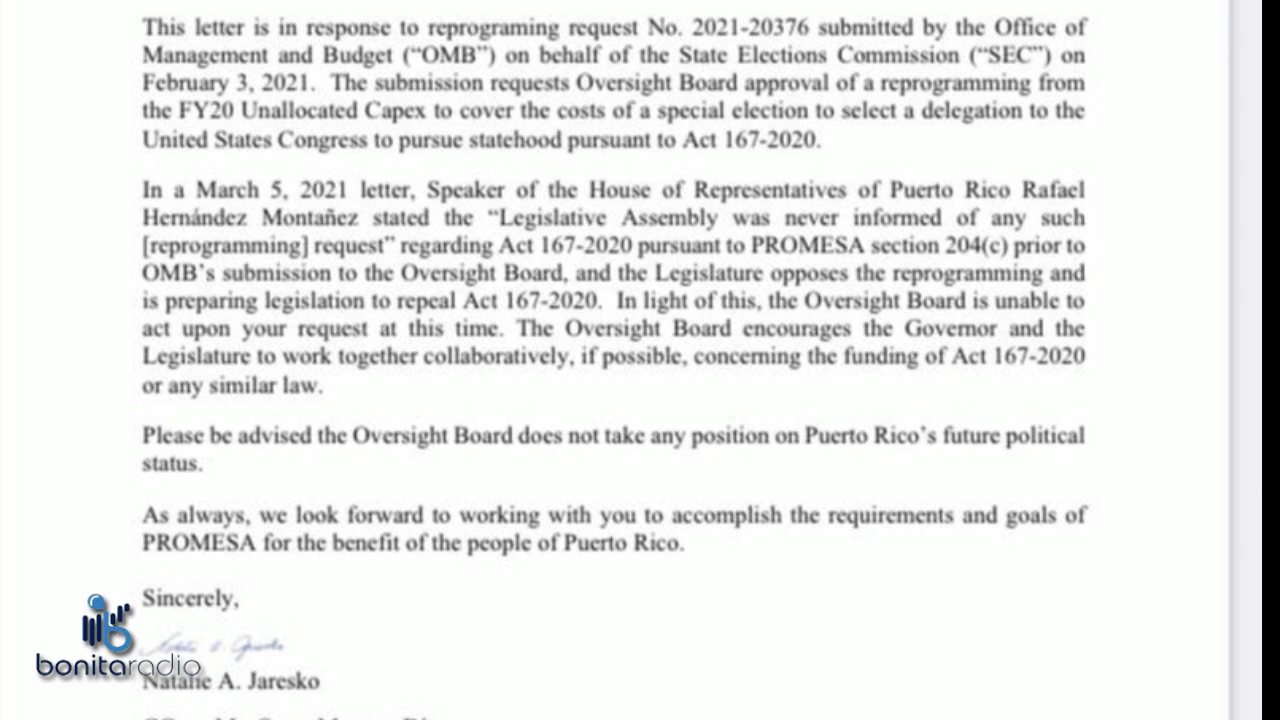 This letter is in response to reprograming request No. 2021-20376 submitted by the Office of
Management and Budget (“OMB”) on behalf of the State Elections Commission (“SEC”) on
February 3, 2021. The submission requests Oversight Board approval of a reprogramming from
the FY20 Unallocated Capex to cover the costs of a special election to select a delegation to the
United States Congress to pursue statehood pursuant to Act 167-2020.
In a March 5, 2021 letter, Speaker of the House of Representatives of Puerto Rico Rafael
Hernández Montañez stated the “Legislative Assembly was never informed of any such
[reprogramming] request” regarding Act 167-2020 pursuant to PROMESA section 204(c) prior to
OMB’s submission to the Oversight Board, and the Legislature opposes the reprogramming and
is preparing legislation to repeal Act 167-2020. In light of this, the Oversight Board is unable to
act upon your request at this time. The Oversight Board encourages the Governor and the
Legislature to work together collaboratively, if possible, concerning the funding of Act 167-2020
or any similar law.
Please be advised the Oversight Board does not take any position on Puerto Rico’s future political
status.
As always, we look forward to working with you to accomplish the requirements and goals of
PROMESA for the benefit of the people of Puerto Rico.
Sincerely,
bonitaradio
Natalie A. Jaresko